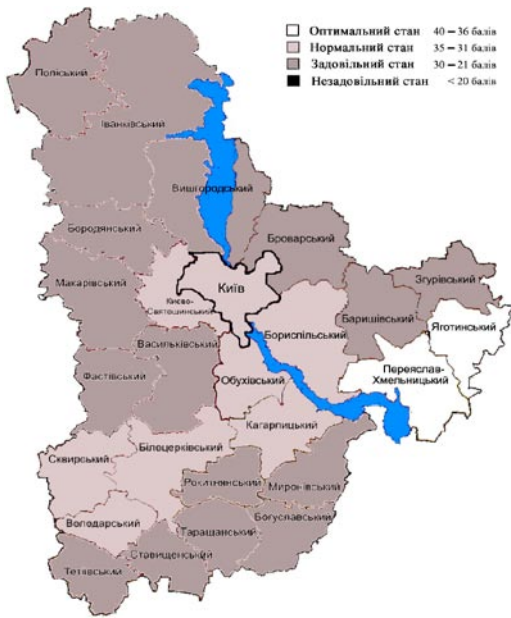 Оптимальний стан 40 – 36 балів
Нормальний стан 35 – 31 балів
Задовільний стан 30 – 21 балів
Незадовільний стан < 20 балів
Поліський
Іванківський
Вишгородський
Бородянський
Броварський
Макарівський
Київ
Києво-
Святошинський
Згурівський
Баришівський
Яготинський
Бориспільський
Васильківський
Переяслав-
Хмельницький
Фастівський
Обухівський
Кагарлицький
Білоцерківський
Сквирський
Рокитнянський
Миронівський
Володарський
Богуславський
Таращанський
Ставищенський
Тетіївський